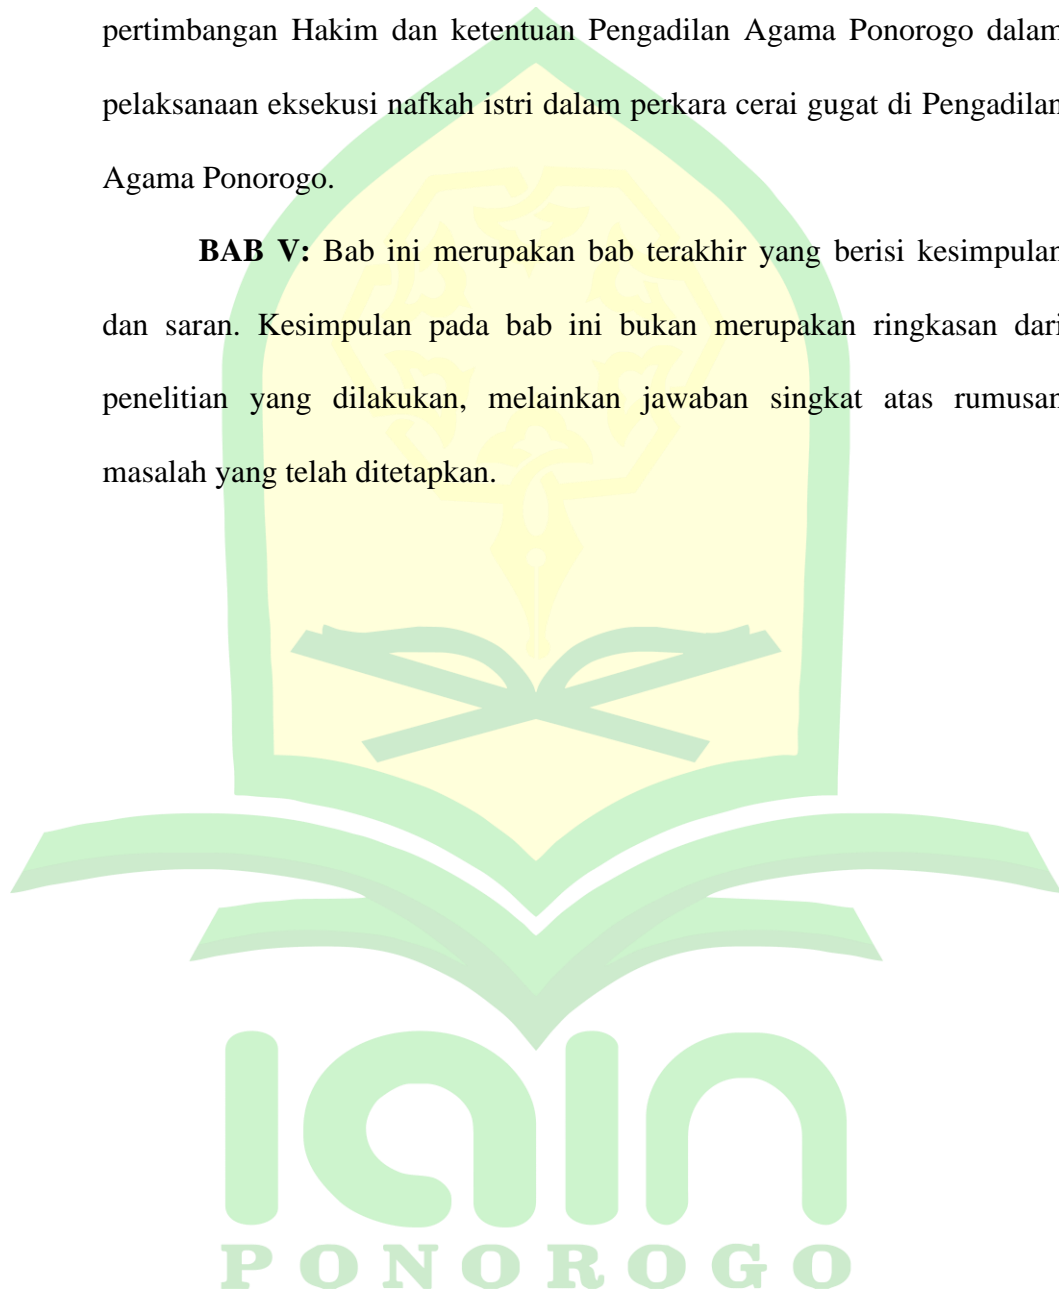 pertimbangan Hakim dan ketentuan Pengadilan Agama Ponorogo dalam
pelaksanaan eksekusi nafkah istri dalam perkara cerai gugat di Pengadilan
Agama Ponorogo.
BAB V: Bab ini merupakan bab terakhir yang berisi kesimpulan
dan saran. Kesimpulan pada bab ini bukan merupakan ringkasan dari
penelitian yang dilakukan, melainkan jawaban singkat atas rumusan
masalah yang telah ditetapkan.
IAIN
PONOROGO